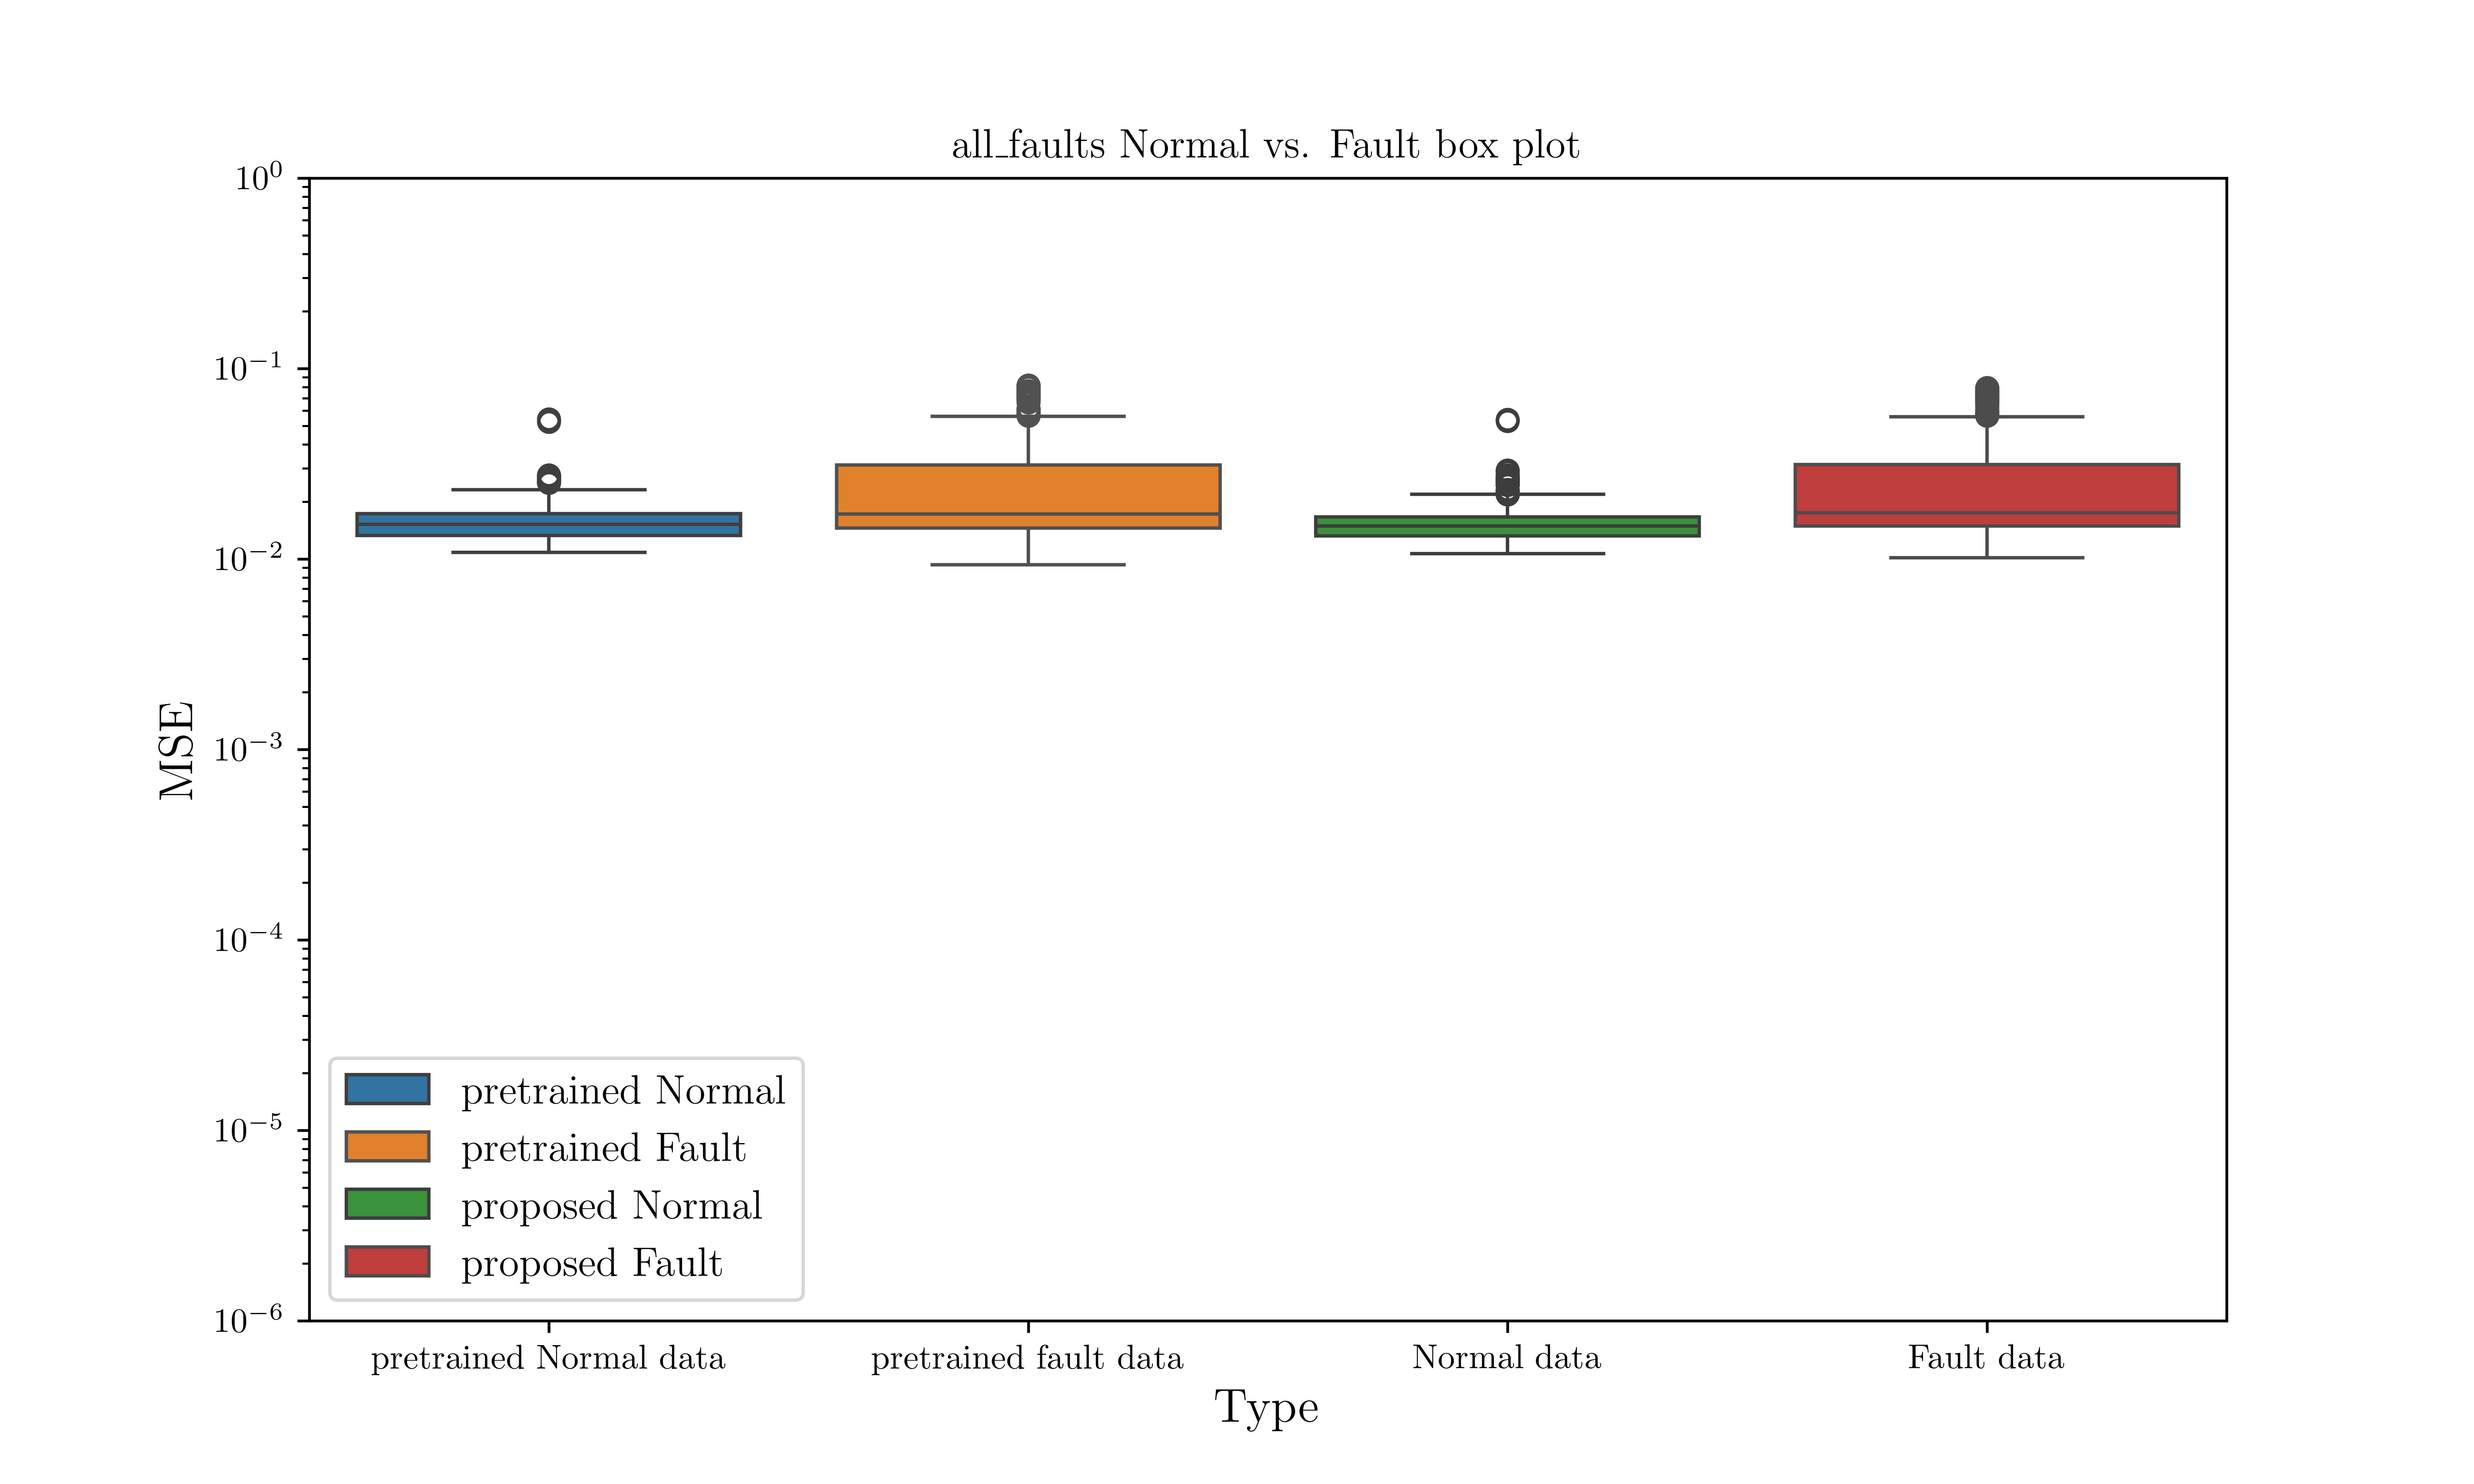 all_faults Normal vs. Fault box plot
10⁰
10⁻¹
10⁻²
10⁻³
10⁻⁴
10⁻⁵
10⁻⁶
MSE
pretrained Normal
pretrained Fault
proposed Normal
proposed Fault
pretrained Normal data pretrained fault data Normal data Fault data
Type